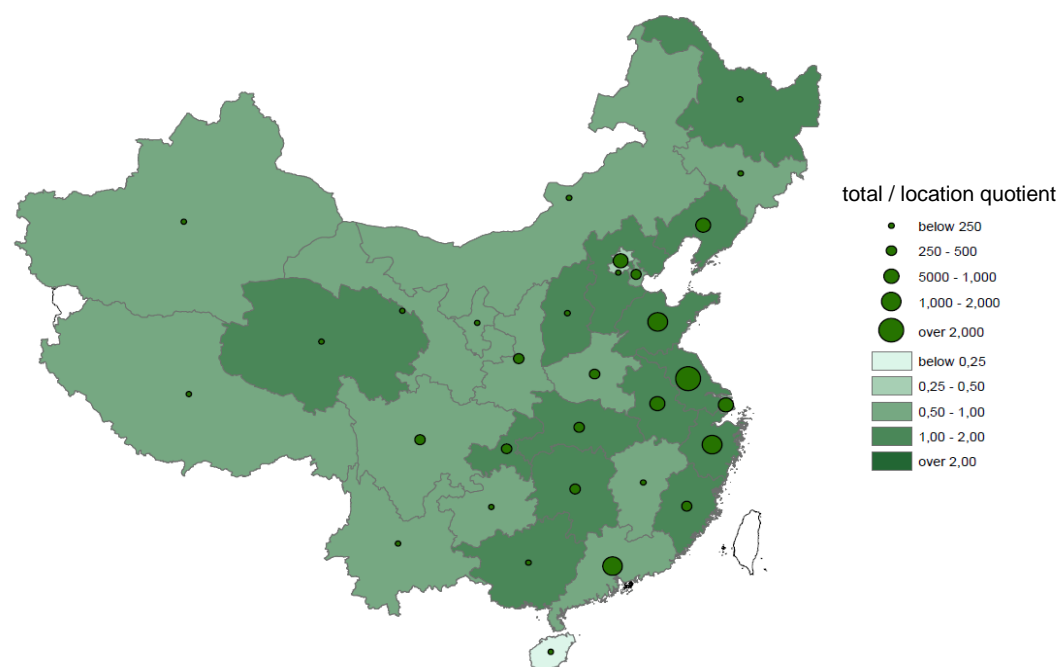 total / location quotient
below 250
250 - 500
5000 - 1,000
1,000 - 2,000
over 2,000
below 0,25
0,25 - 0,50
0,50 - 1,00
1,00 - 2,00
over 2,00